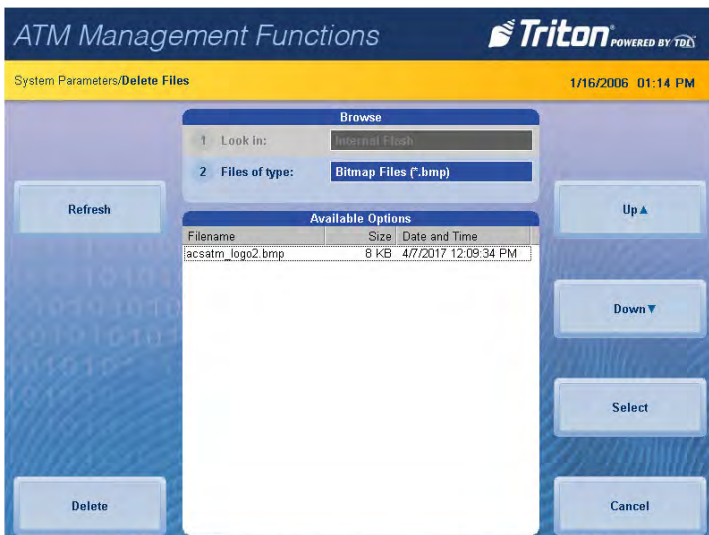 ATM Management Functions
Triton POWERED BY TDL
System Parameters/Delete Files
1/16/2006 01:14 PM
Browse
1 Look in: Internal Flash
2 Files of type: Bitmap Files (*.bmp)
Refresh
Up▲
Available Options
Filename Size Date and Time
acsatm_logo2.bmp 8 KB 4/7/2017 12:09:34 PM
Down▼
Select
Delete
Cancel